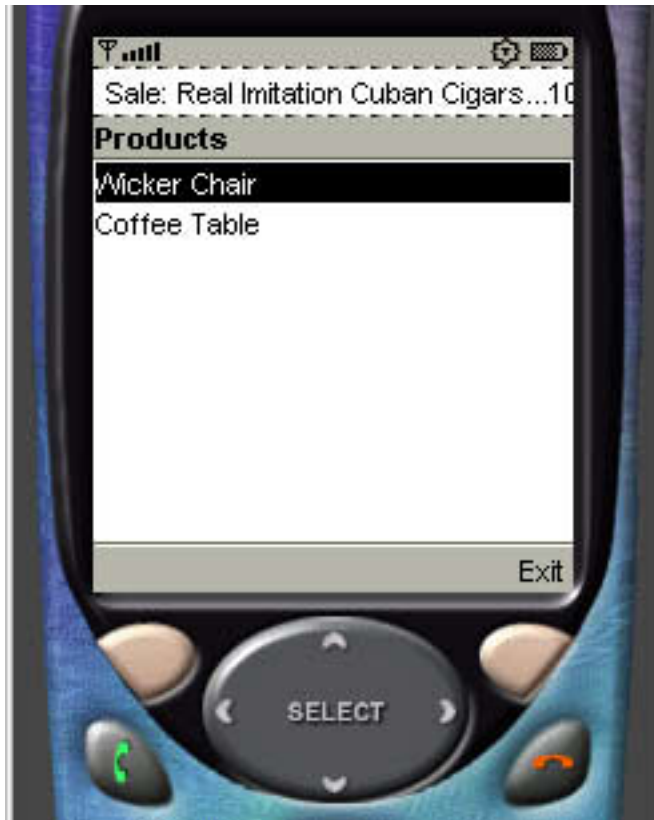 Sale: Real Imitation Cuban Cigars...10
Products
Wicker Chair
Coffee Table
Exit
SELECT